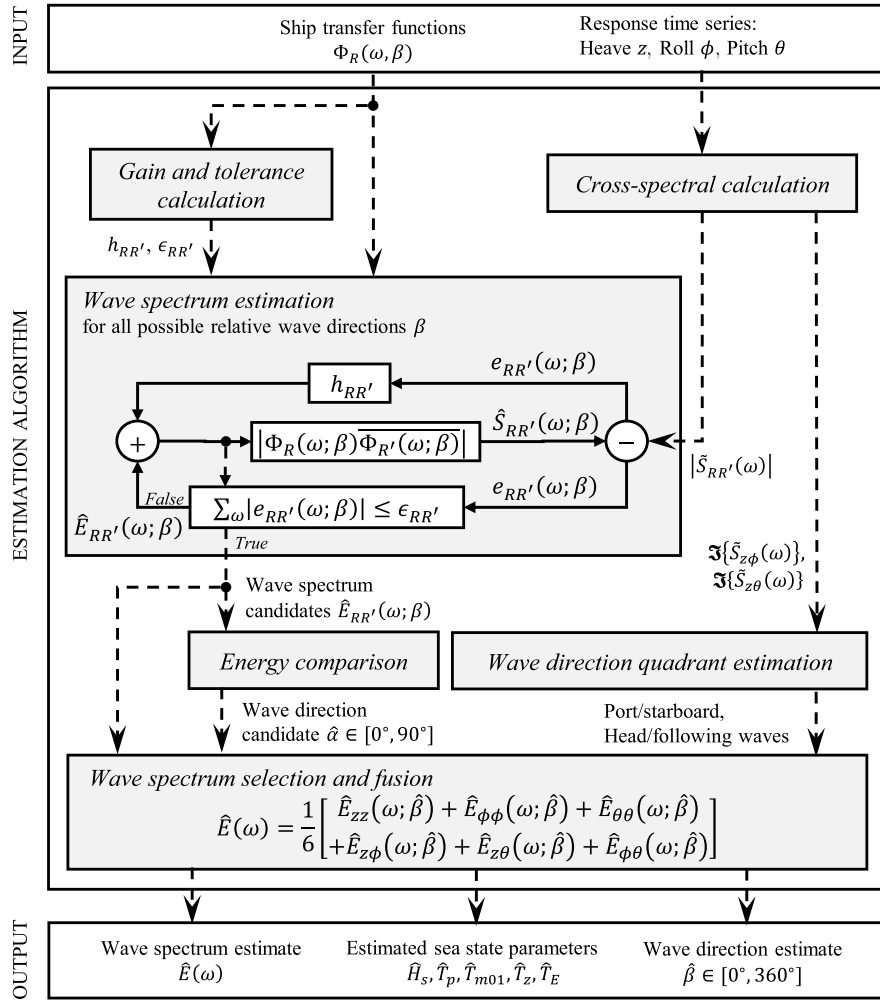 INPUT
Ship transfer functions
Φ_R(ω,β)
Response time series:
Heave z, Roll ϕ, Pitch θ
ESTIMATION ALGORITHM
Gain and tolerance
calculation
Cross-spectral calculation
h_RR′, ϵ_RR′
Wave spectrum estimation
for all possible relative wave directions β
e_RR′(ω; β)
h_RR′
+
|Φ_R(ω; β)\overline{Φ_R′(ω; β)}|
Ŝ_RR′(ω; β)
−
|S̃_RR′(ω)|
False
Ê_RR′(ω; β)
∑_ω|e_RR′(ω; β)| ≤ ϵ_RR′
e_RR′(ω; β)
True
𝕴{S̃_zϕ(ω)},
𝕴{S̃_zθ(ω)}
Wave spectrum
candidates Ê_RR′(ω; β)
Energy comparison
Wave direction quadrant estimation
Wave direction
candidate α̂ ∈ [0°, 90°]
Port/starboard,
Head/following waves
Wave spectrum selection and fusion
Ê(ω) = 1/6 [Ê_zz(ω; β̂) + Ê_ϕϕ(ω; β̂) + Ê_θθ(ω; β̂)
+Ê_zϕ(ω; β̂) + Ê_zθ(ω; β̂) + Ê_ϕθ(ω; β̂)]
OUTPUT
Wave spectrum estimate
Ê(ω)
Estimated sea state parameters
Ĥ_s, T̂_p, T̂_m01, T̂_z, T̂_E
Wave direction estimate
β̂ ∈ [0°, 360°]